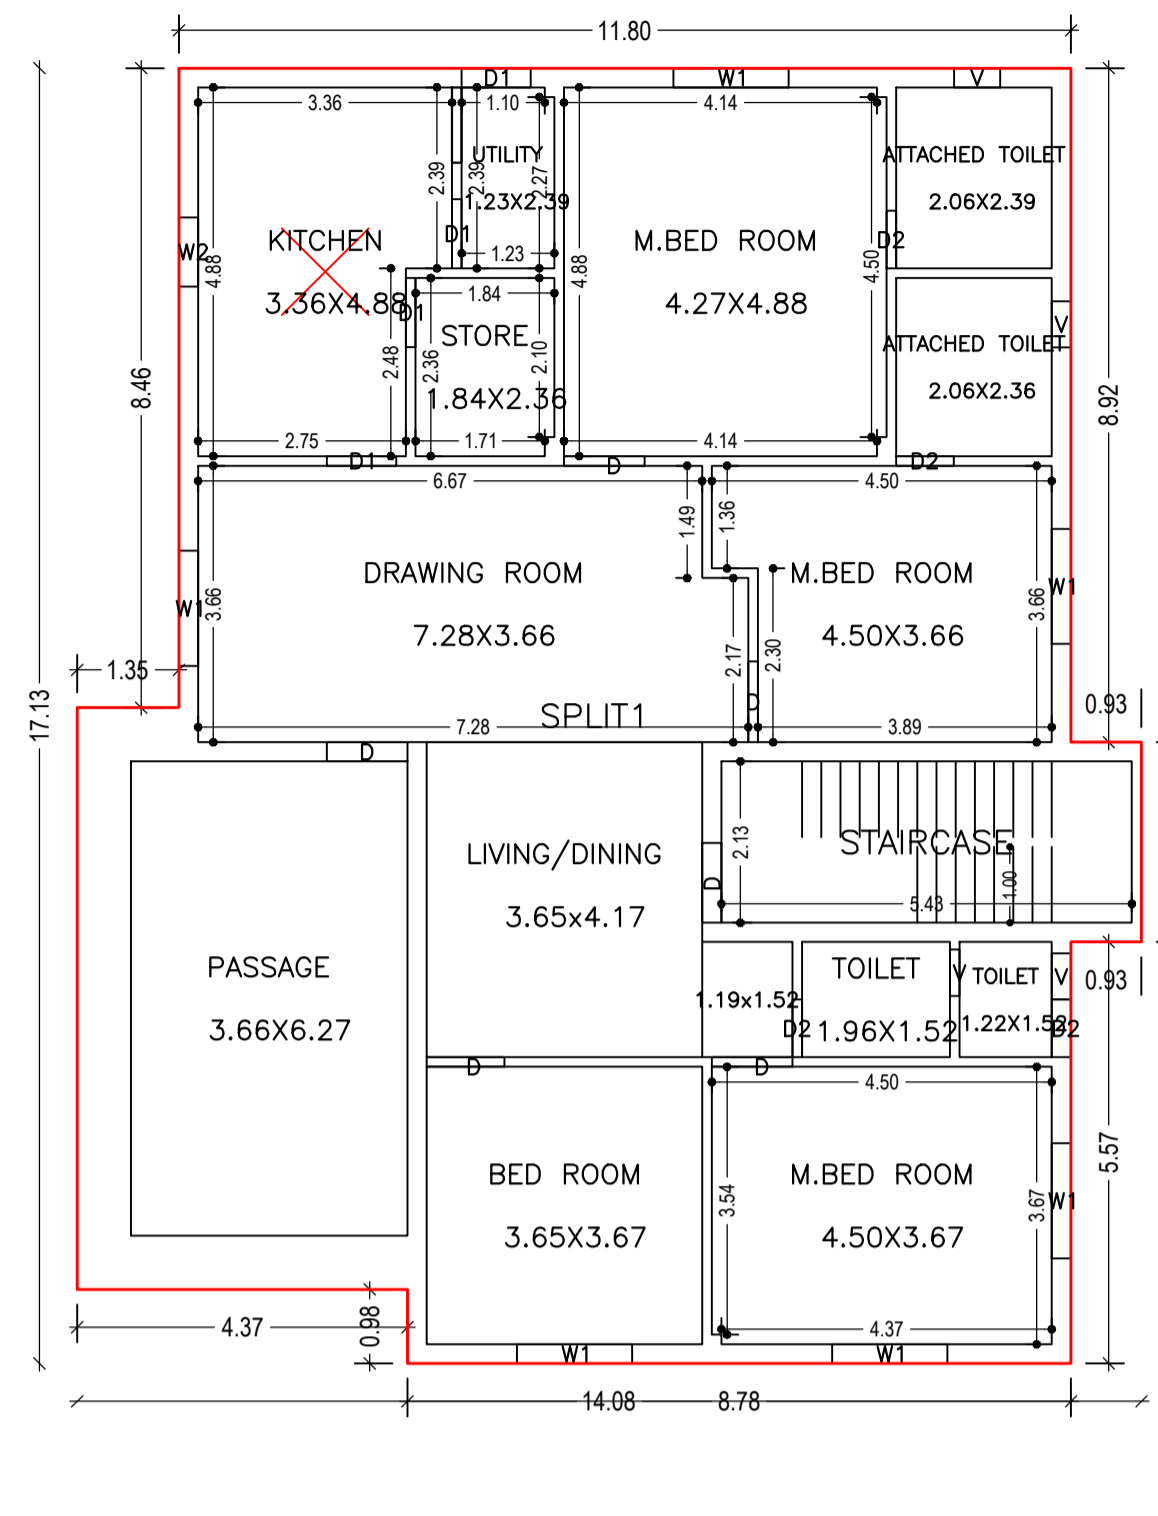 11.80
D1
W1
V
3.36
1.10
4.14
UTILITY
ATTACHED TOILET
2.39
2.39
2.27
1.23X2.39
2.06X2.39
KITCHEN
D1
M.BED ROOM
D2
W2
1.23
4.88
4.88
4.50
3.36X4.88
1.84
4.27X4.88
D1
V
STORE
ATTACHED TOILET
2.48
2.36
2.10
8.46
1.84X2.36
2.06X2.36
8.92
2.75
1.71
4.14
D1
D
D2
6.67
4.50
1.49
1.36
DRAWING ROOM
M.BED ROOM
W1
3.66
3.66
W1
7.28X3.66
4.50X3.66
2.17
2.30
1.35
17.13
D
0.93
SPLIT1
7.28
3.89
D
LIVING/DINING
2.13
STAIRCASE
D
1.00
5.43
3.65x4.17
PASSAGE
TOILET
V
TOILET
V
0.93
1.19x1.52
3.66X6.27
D2
1.96X1.52
1.22X1.52
D2
D
D
4.50
5.57
BED ROOM
M.BED ROOM
3.54
3.67
W1
3.65X3.67
4.50X3.67
4.37
0.98
4.37
W1
W1
14.08
8.78